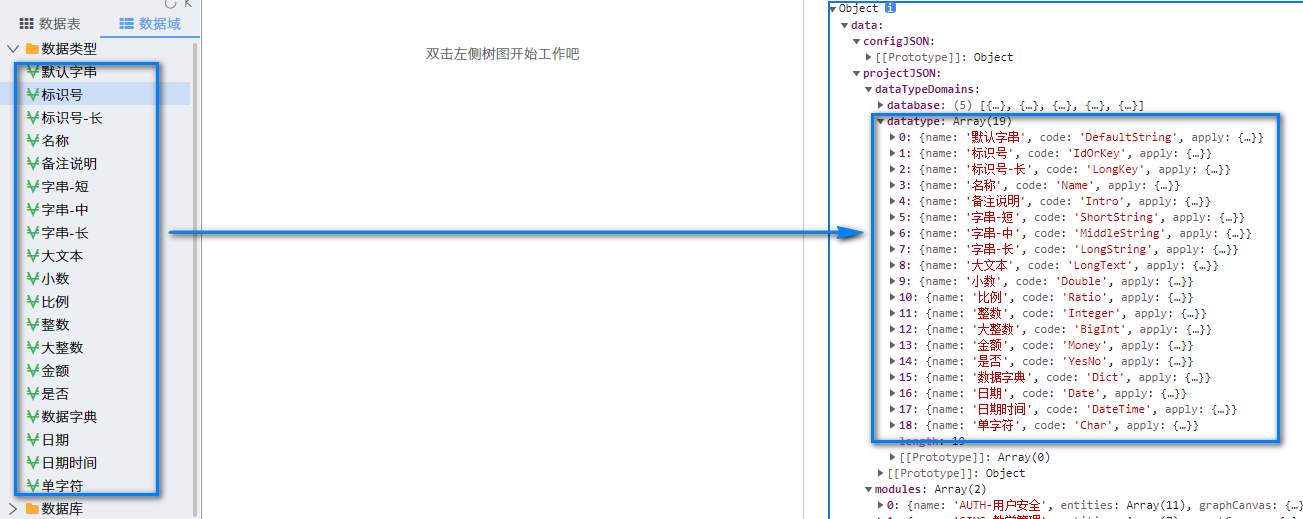 数据表 数据域
数据类型
默认字串
标识号
标识号-长
名称
备注说明
字串-短
字串-中
字串-长
大文本
小数
比例
整数
大整数
金额
是否
数据字典
日期
日期时间
单字符
数据库
双击左侧树图开始工作吧
Object i
data:
configJSON:
[[Prototype]]: Object
projectJSON:
dataTypeDomains:
database: (5) [{…}, {…}, {…}, {…}, {…}]
datatype: Array(19)
0: {name: '默认字串', code: 'DefaultString', apply: {…}}
1: {name: '标识号', code: 'IdOrKey', apply: {…}}
2: {name: '标识号-长', code: 'LongKey', apply: {…}}
3: {name: '名称', code: 'Name', apply: {…}}
4: {name: '备注说明', code: 'Intro', apply: {…}}
5: {name: '字串-短', code: 'ShortString', apply: {…}}
6: {name: '字串-中', code: 'MiddleString', apply: {…}}
7: {name: '字串-长', code: 'LongString', apply: {…}}
8: {name: '大文本', code: 'LongText', apply: {…}}
9: {name: '小数', code: 'Double', apply: {…}}
10: {name: '比例', code: 'Ratio', apply: {…}}
11: {name: '整数', code: 'Integer', apply: {…}}
12: {name: '大整数', code: 'BigInt', apply: {…}}
13: {name: '金额', code: 'Money', apply: {…}}
14: {name: '是否', code: 'YesNo', apply: {…}}
15: {name: '数据字典', code: 'Dict', apply: {…}}
16: {name: '日期', code: 'Date', apply: {…}}
17: {name: '日期时间', code: 'DateTime', apply: {…}}
18: {name: '单字符', code: 'Char', apply: {…}}
length: 19
[[Prototype]]: Array(0)
[[Prototype]]: Object
modules: Array(2)
0: {name: 'AUTH-用户安全', entities: Array(11), graphCanvas: {…